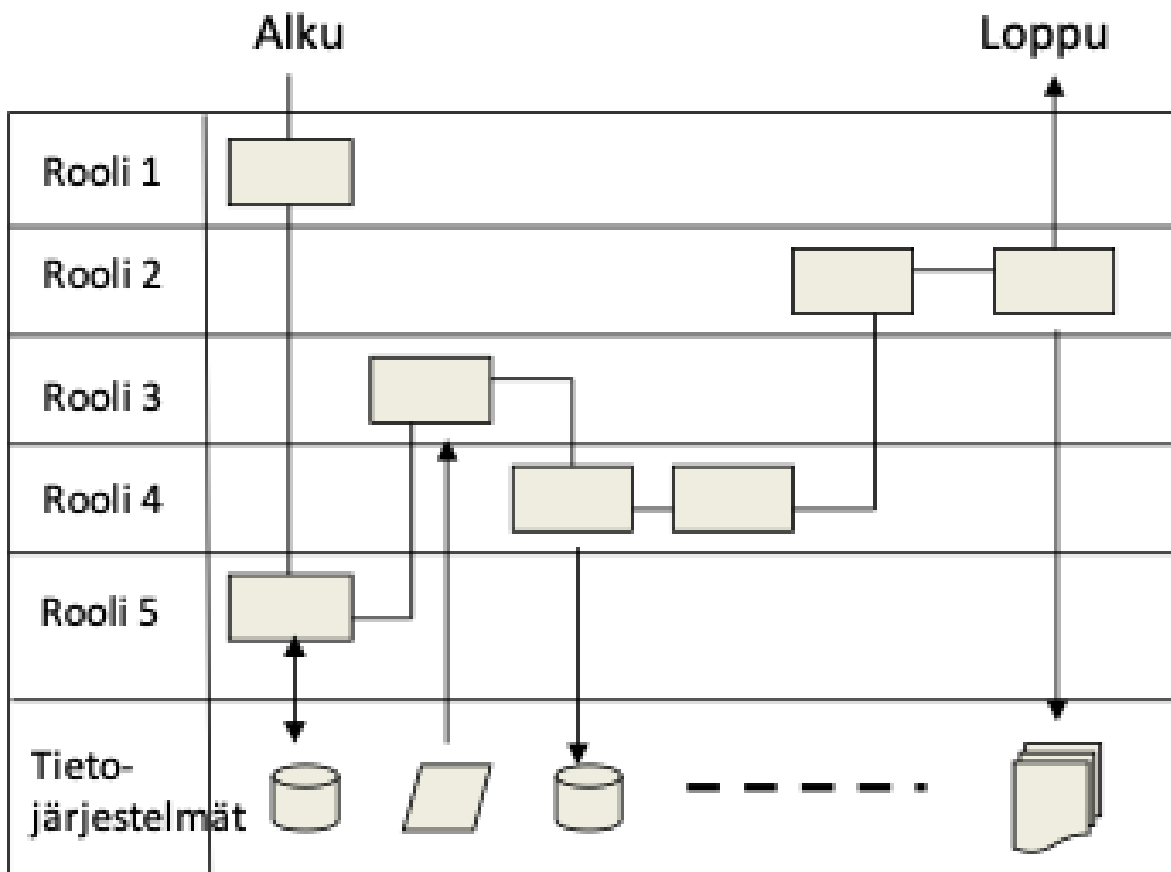 Alku
Loppu
Rooli 1
Rooli 2
Rooli 3
Rooli 4
Rooli 5
Tieto-
järjestelmät